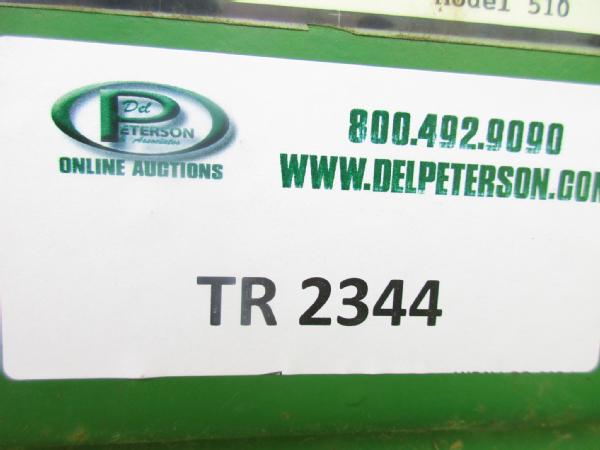 Model 510
Del
PETERSON
& Associates
ONLINE AUCTIONS
800.492.9090
WWW.DELPETERSON.COM
TR 2344